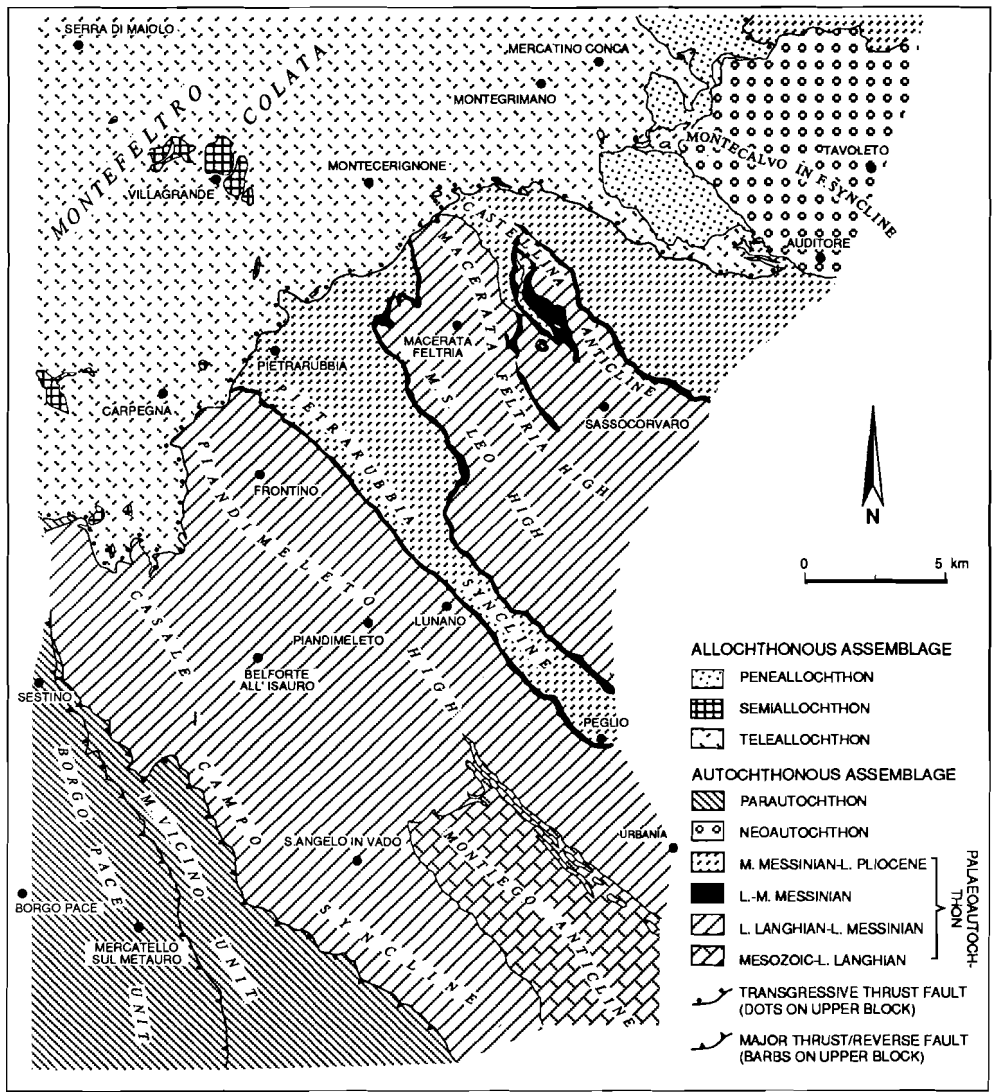 SERRA DI MAIOLO
MERCATINO CONCA
MONTEGRIMANO
MONTEFELTRO COLATA
MONTECALVO IN F. SYNCLINE
TAVOLETO
MONTECERIGNONE
VILLAGRANDE
AUDITORE
CASTELLINA ANTICLINE
MACERATA FELTRIA HIGH
MACERATA
FELTRIA
PIETRARUBBIA
CARPEGNA
SASSOCORVARO
M S LEO HIGH
PIETRARUBBIA SYNCLINE
PIANDIMELETO HIGH
FRONTINO
N
0 5 km
LUNANO
PIANDIMELETO
BELFORTE
ALL' ISAURO
CASALE CAMPO SYNCLINE
SESTINO
PEGLIO
BORGO PACE UNIT
M. VICINO UNIT
S.ANGELO IN VADO
URBANIA
MONTEGO ANTICLINE
BORGO PACE
MERCATELLO
SUL METAURO
ALLOCHTHONOUS ASSEMBLAGE
PENEALLOCHTHON
SEMIALLOCHTHON
TELEALLOCHTHON
AUTOCHTHONOUS ASSEMBLAGE
PARAUTOCHTHON
NEOAUTOCHTHON
M. MESSINIAN-L. PLIOCENE
L.-M. MESSINIAN
L. LANGHIAN-L. MESSINIAN
MESOZOIC-L. LANGHIAN
PALAEOAUTOCH-
THON
TRANSGRESSIVE THRUST FAULT
(DOTS ON UPPER BLOCK)
MAJOR THRUST/REVERSE FAULT
(BARBS ON UPPER BLOCK)